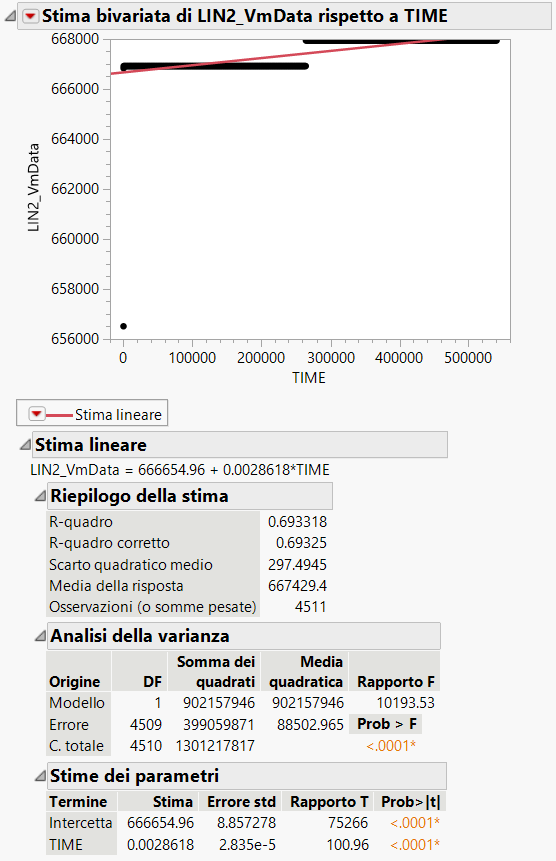 Stima bivariata di LIN2_VmData rispetto a TIME
668000
666000
664000
662000
660000
658000
656000
LIN2_VmData
0 100000 200000 300000 400000 500000
TIME
Stima lineare
Stima lineare
LIN2_VmData = 666654.96 + 0.0028618*TIME
Riepilogo della stima
R-quadro 0.693318
R-quadro corretto 0.69325
Scarto quadratico medio 297.4945
Media della risposta 667429.4
Osservazioni (o somme pesate) 4511
Analisi della varianza
Somma dei Media
Origine DF quadrati quadratica Rapporto F
Modello 1 902157946 902157946 10193.53
Errore 4509 399059871 88502.965 Prob > F
C. totale 4510 1301217817 <.0001*
Stime dei parametri
Termine Stima Errore std Rapporto T Prob>|t|
Intercetta 666654.96 8.857278 75266 <.0001*
TIME 0.0028618 2.835e-5 100.96 <.0001*